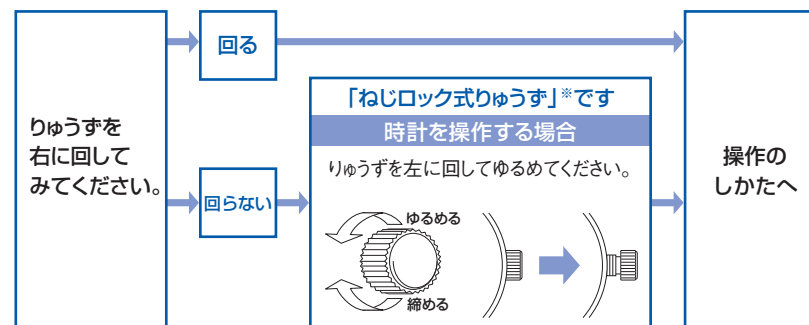 りゅうずを
右に回して
みてください。
回る
回らない
「ねじロック式りゅうず」※です
時計を操作する場合
りゅうずを左に回してゆるめてください。
ゆるめる
締める
操作の
しかたへ